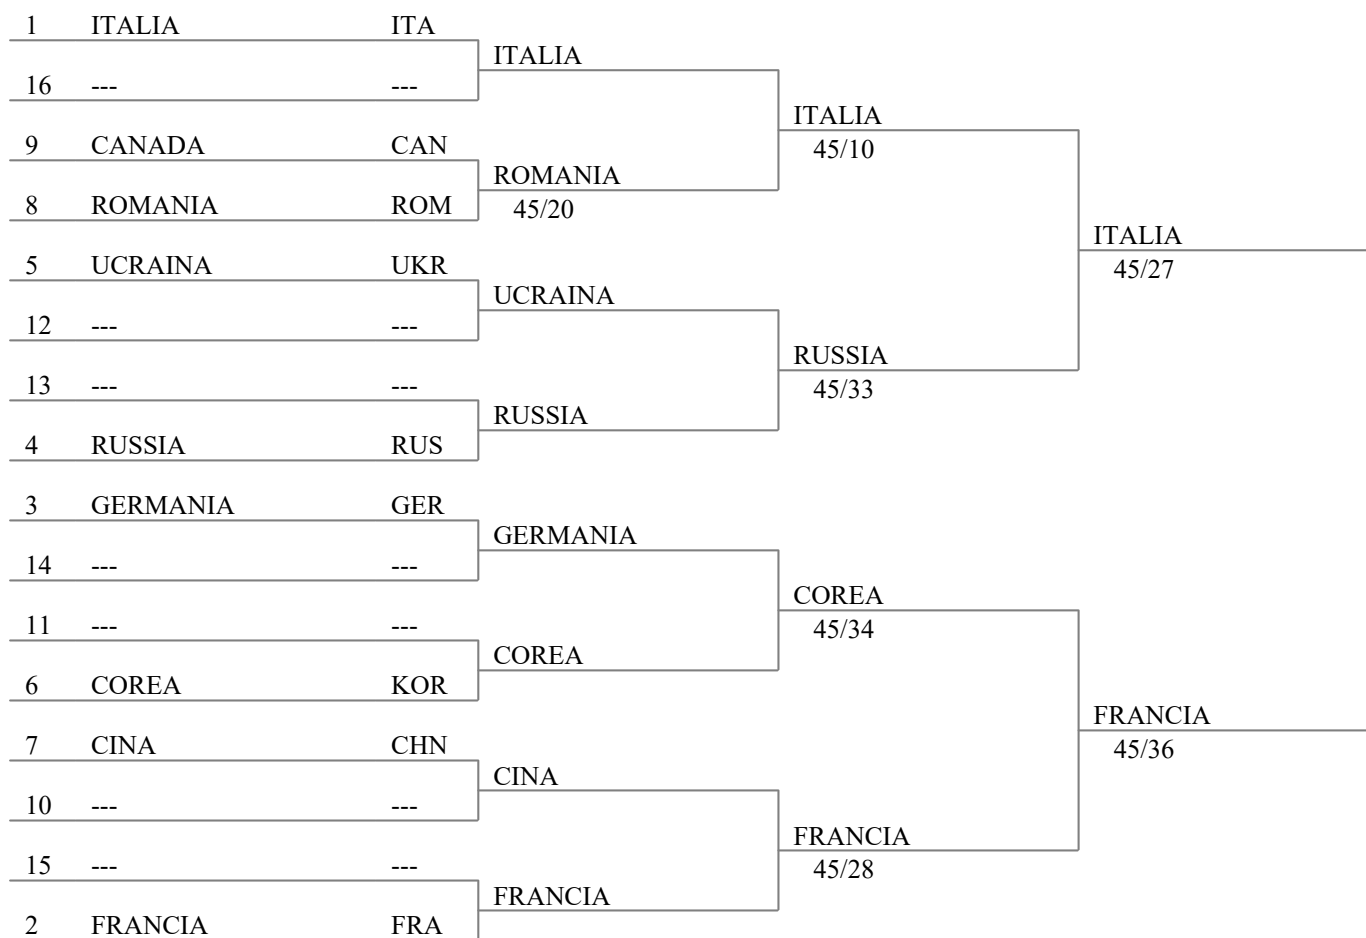 1 ITALIA ITA
ITALIA
16 --- ---
ITALIA
45/10
9 CANADA CAN
ROMANIA
45/20
8 ROMANIA ROM
ITALIA
45/27
5 UCRAINA UKR
UCRAINA
12 --- ---
RUSSIA
45/33
13 --- ---
RUSSIA
4 RUSSIA RUS
3 GERMANIA GER
GERMANIA
14 --- ---
COREA
45/34
11 --- ---
COREA
6 COREA KOR
FRANCIA
45/36
7 CINA CHN
CINA
10 --- ---
FRANCIA
45/28
15 --- ---
FRANCIA
2 FRANCIA FRA